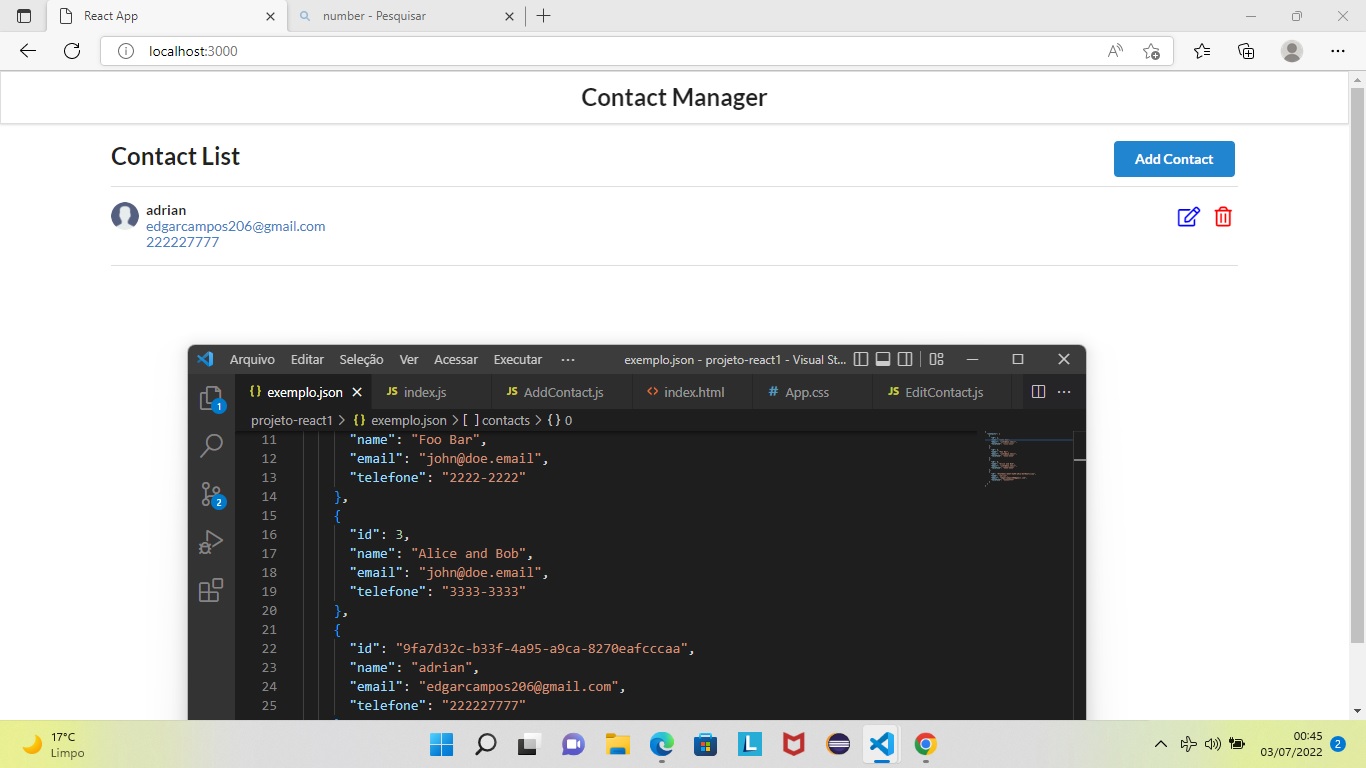 React App
number - Pesquisar
localhost:3000
Contact Manager
Contact List
Add Contact
adrian
edgarcampos206@gmail.com
222227777
Arquivo Editar Seleção Ver Acessar Executar ··· exemplo.json - projeto-react1 - Visual St...
{} exemplo.json JS index.js JS AddContact.js <> index.html # App.css JS EditContact.js ···
projeto-react1 > {} exemplo.json > [ ] contacts > {} 0
1
2
11 "name": "Foo Bar",
12 "email": "john@doe.email",
13 "telefone": "2222-2222"
14 },
15 {
16 "id": 3,
17 "name": "Alice and Bob",
18 "email": "john@doe.email",
19 "telefone": "3333-3333"
20 },
21 {
22 "id": "9fa7d32c-b33f-4a95-a9ca-8270eafcccaa",
23 "name": "adrian",
24 "email": "edgarcampos206@gmail.com",
25 "telefone": "222227777"
17°C
Limpo
L
00:45
03/07/2022
2